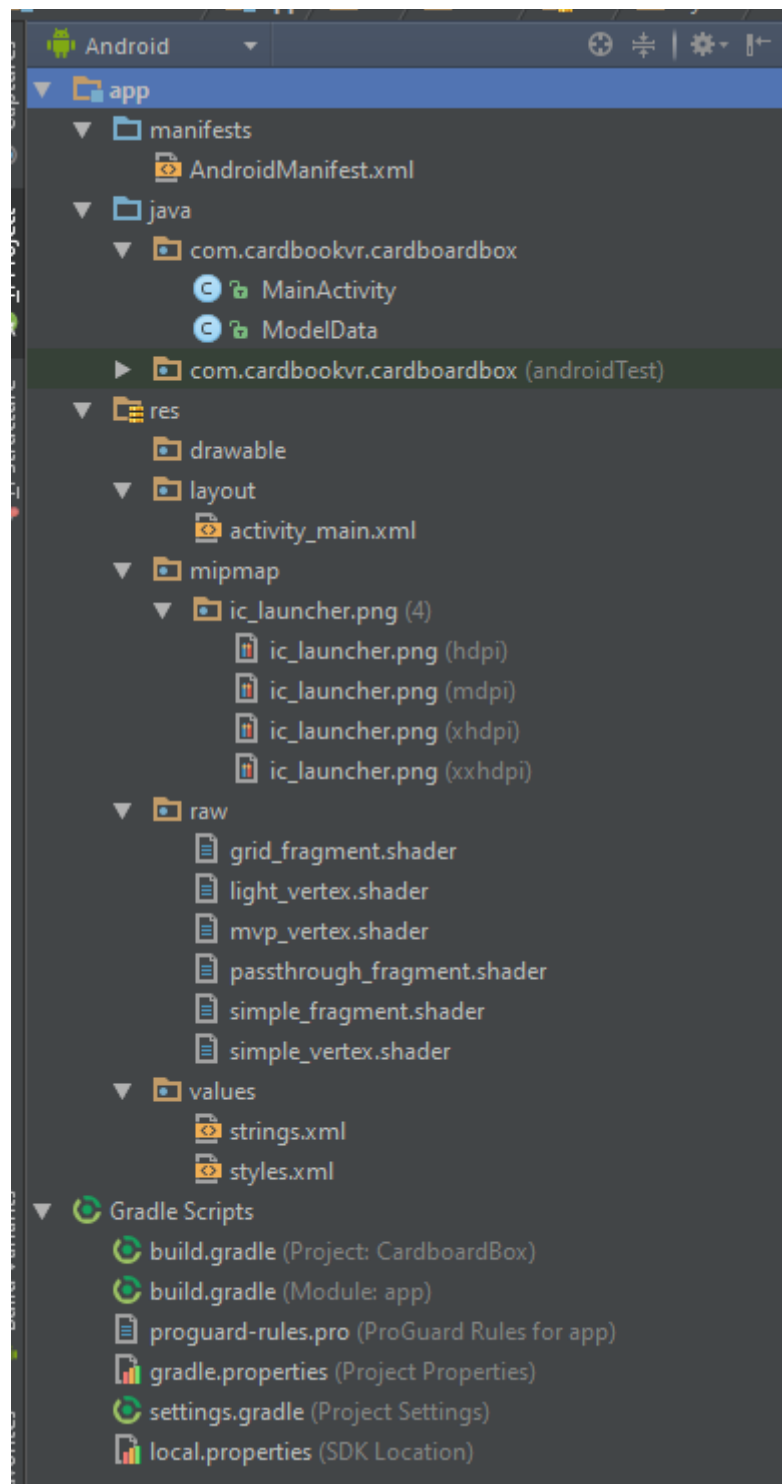 Android
app
manifests
AndroidManifest.xml
java
com.cardbookvr.cardboardbox
MainActivity
ModelData
com.cardbookvr.cardboardbox (androidTest)
res
drawable
layout
activity_main.xml
mipmap
ic_launcher.png (4)
ic_launcher.png (hdpi)
ic_launcher.png (mdpi)
ic_launcher.png (xhdpi)
ic_launcher.png (xxhdpi)
raw
grid_fragment.shader
light_vertex.shader
mvp_vertex.shader
passthrough_fragment.shader
simple_fragment.shader
simple_vertex.shader
values
strings.xml
styles.xml
Gradle Scripts
build.gradle (Project: CardboardBox)
build.gradle (Module: app)
proguard-rules.pro (ProGuard Rules for app)
gradle.properties (Project Properties)
settings.gradle (Project Settings)
local.properties (SDK Location)